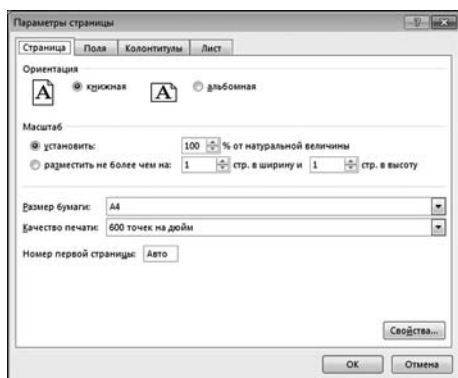 Параметры страницы
Страница Поля Колонтитулы Лист
Ориентация
A книжная A альбомная
Масштаб
установить: 100 % от натуральной величины
разместить не более чем на: 1 стр. в ширину и 1 стр. в высоту
Размер бумаги: A4
Качество печати: 600 точек на дюйм
Номер первой страницы: Авто
Свойства...
ОК Отмена